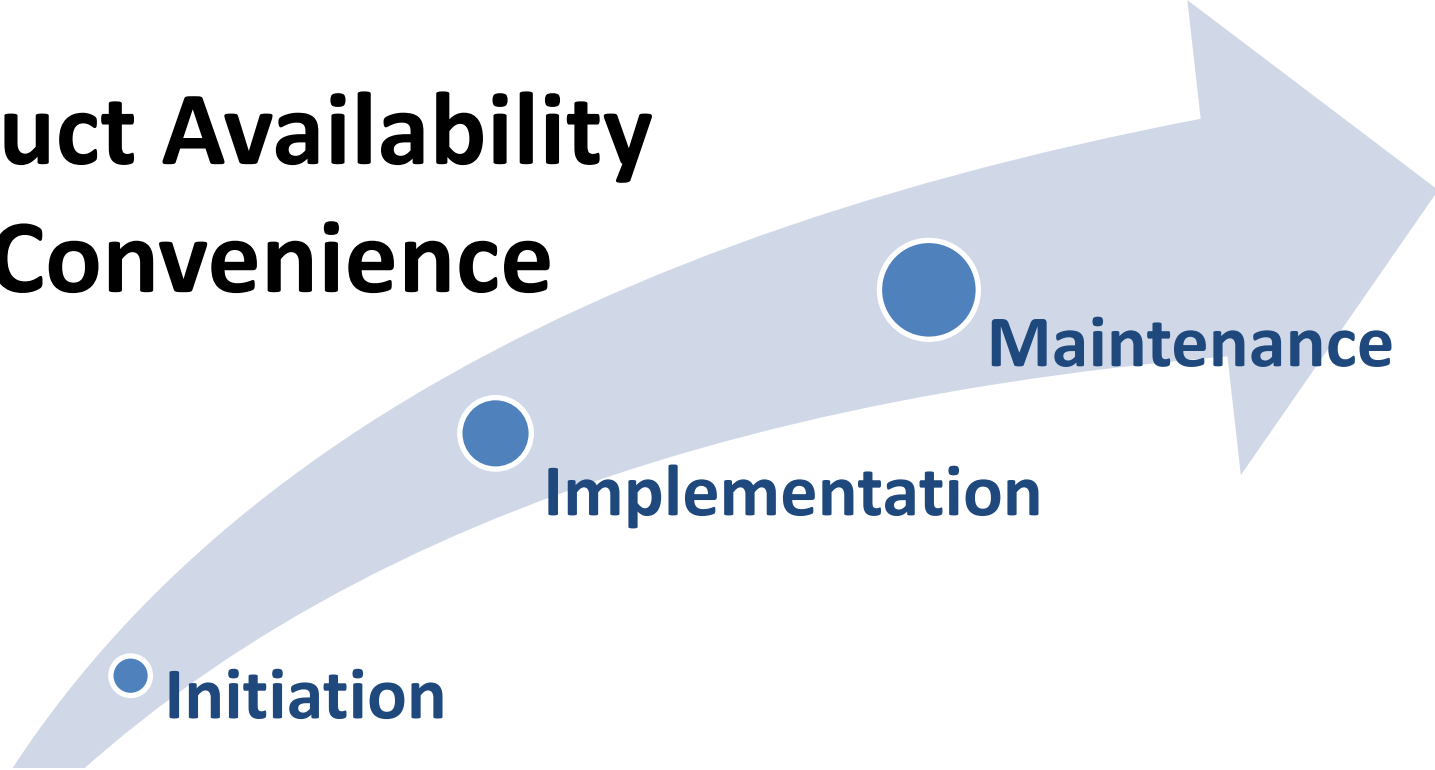 uct Availability
Convenience
Maintenance
Implementation
Initiation